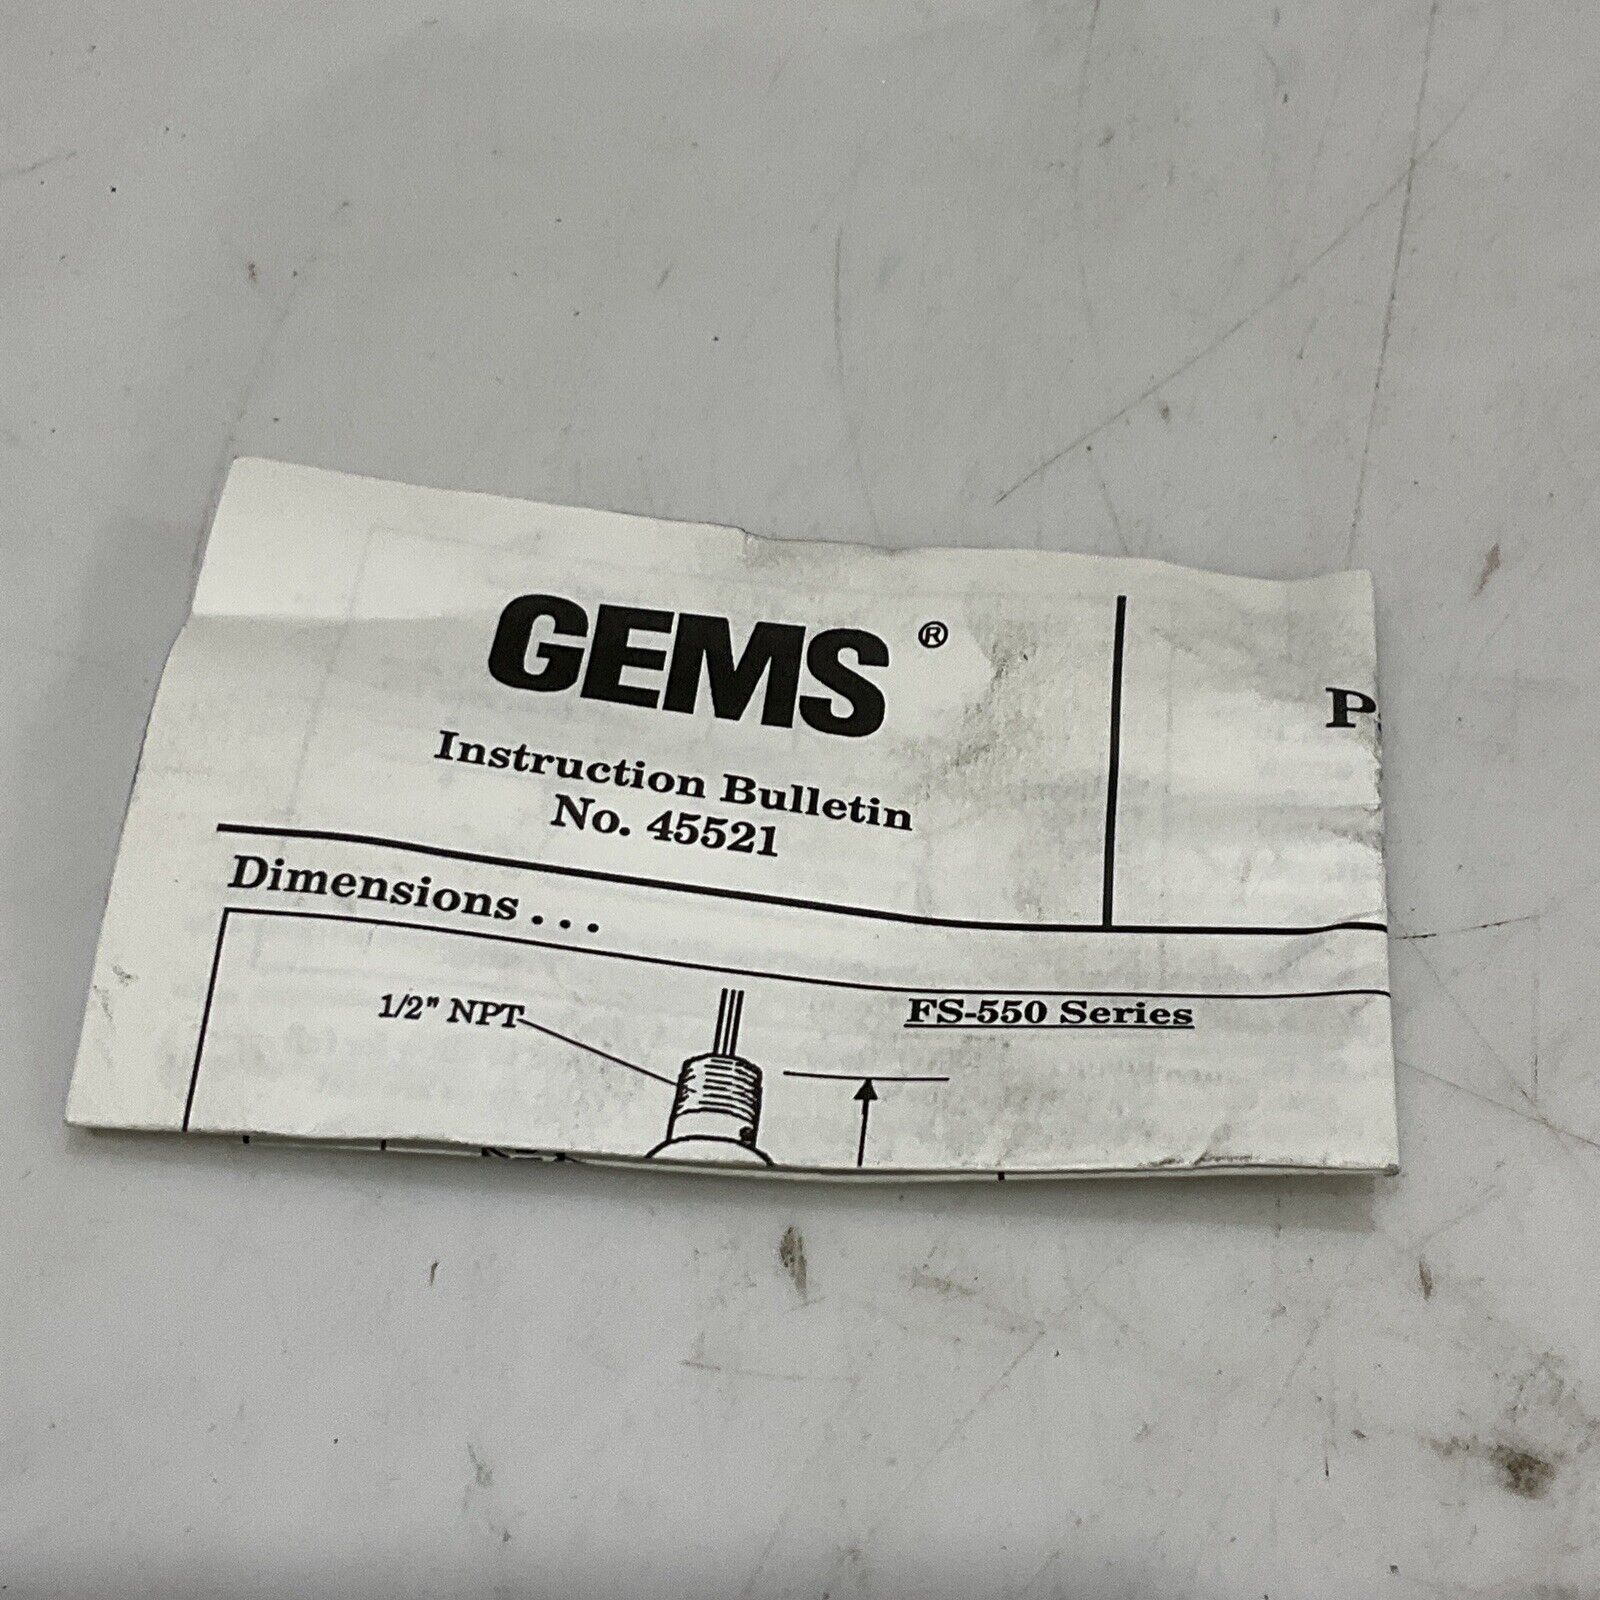 GEMS ®
Instruction Bulletin
No. 45521
Dimensions . . .
1/2" NPT
FS-550 Series